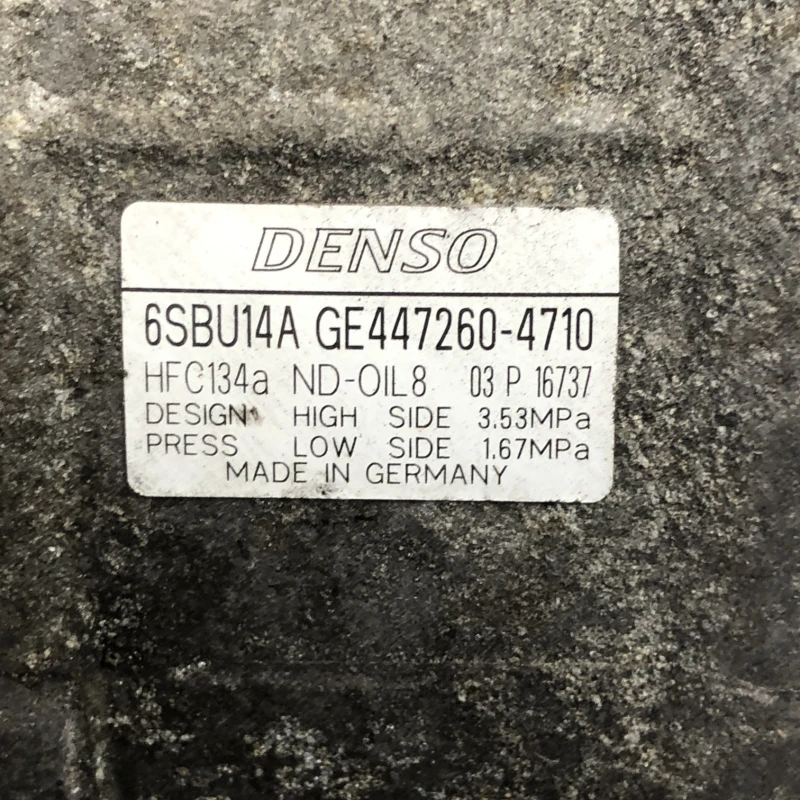 DENSO
6SBU14A GE447260-4710
HFC134a ND-OIL8 03 P 16737
DESIGN HIGH SIDE 3.53MPa
PRESS LOW SIDE 1.67MPa
MADE IN GERMANY